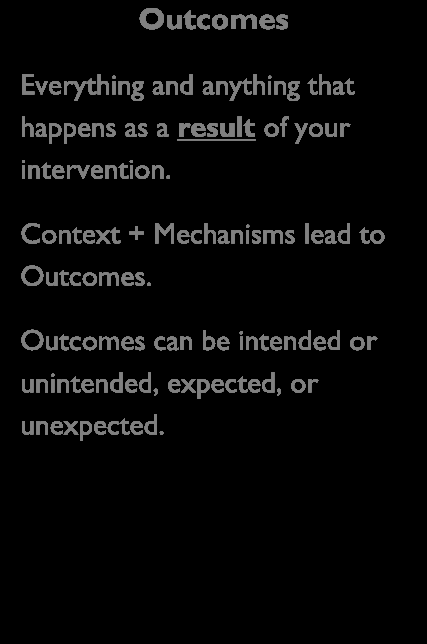 Outcomes
Everything and anything that
happens as a result of your
intervention.
Context + Mechanisms lead to
Outcomes.
Outcomes can be intended or
unintended, expected, or
unexpected.